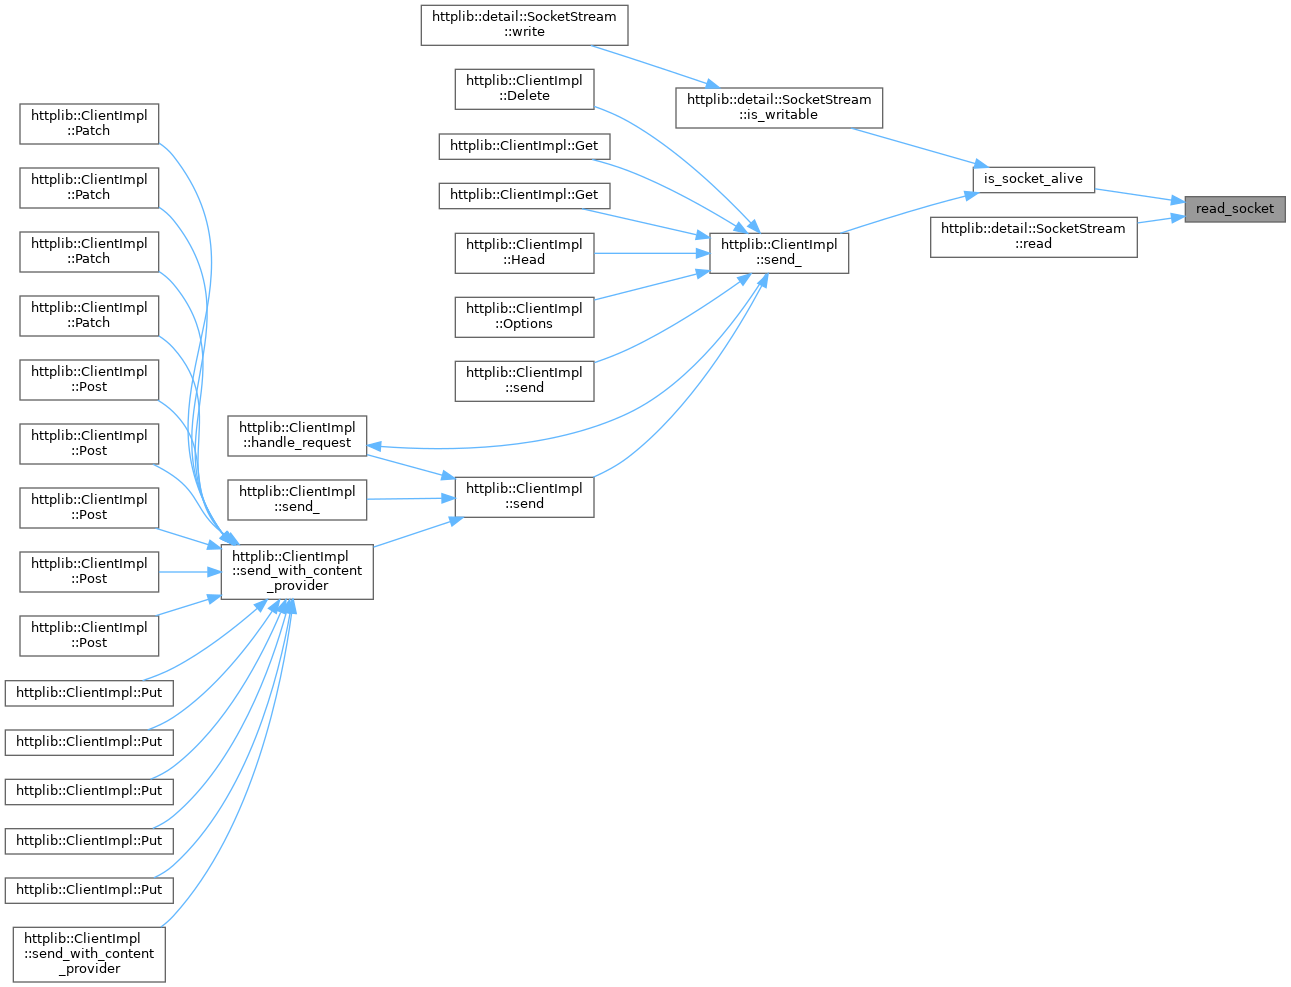 httplib::detail::SocketStream
::write
httplib::ClientImpl
::Delete
httplib::detail::SocketStream
::is_writable
httplib::ClientImpl
::Patch
httplib::ClientImpl::Get
httplib::ClientImpl
::Patch
is_socket_alive
httplib::ClientImpl::Get
read_socket
httplib::detail::SocketStream
::read
httplib::ClientImpl
::Patch
httplib::ClientImpl
::Head
httplib::ClientImpl
::send_
httplib::ClientImpl
::Patch
httplib::ClientImpl
::Options
httplib::ClientImpl
::Post
httplib::ClientImpl
::send
httplib::ClientImpl
::handle_request
httplib::ClientImpl
::Post
httplib::ClientImpl
::send
httplib::ClientImpl
::send_
httplib::ClientImpl
::Post
httplib::ClientImpl
::send_with_content
_provider
httplib::ClientImpl
::Post
httplib::ClientImpl
::Post
httplib::ClientImpl::Put
httplib::ClientImpl::Put
httplib::ClientImpl::Put
httplib::ClientImpl::Put
httplib::ClientImpl::Put
httplib::ClientImpl
::send_with_content
_provider